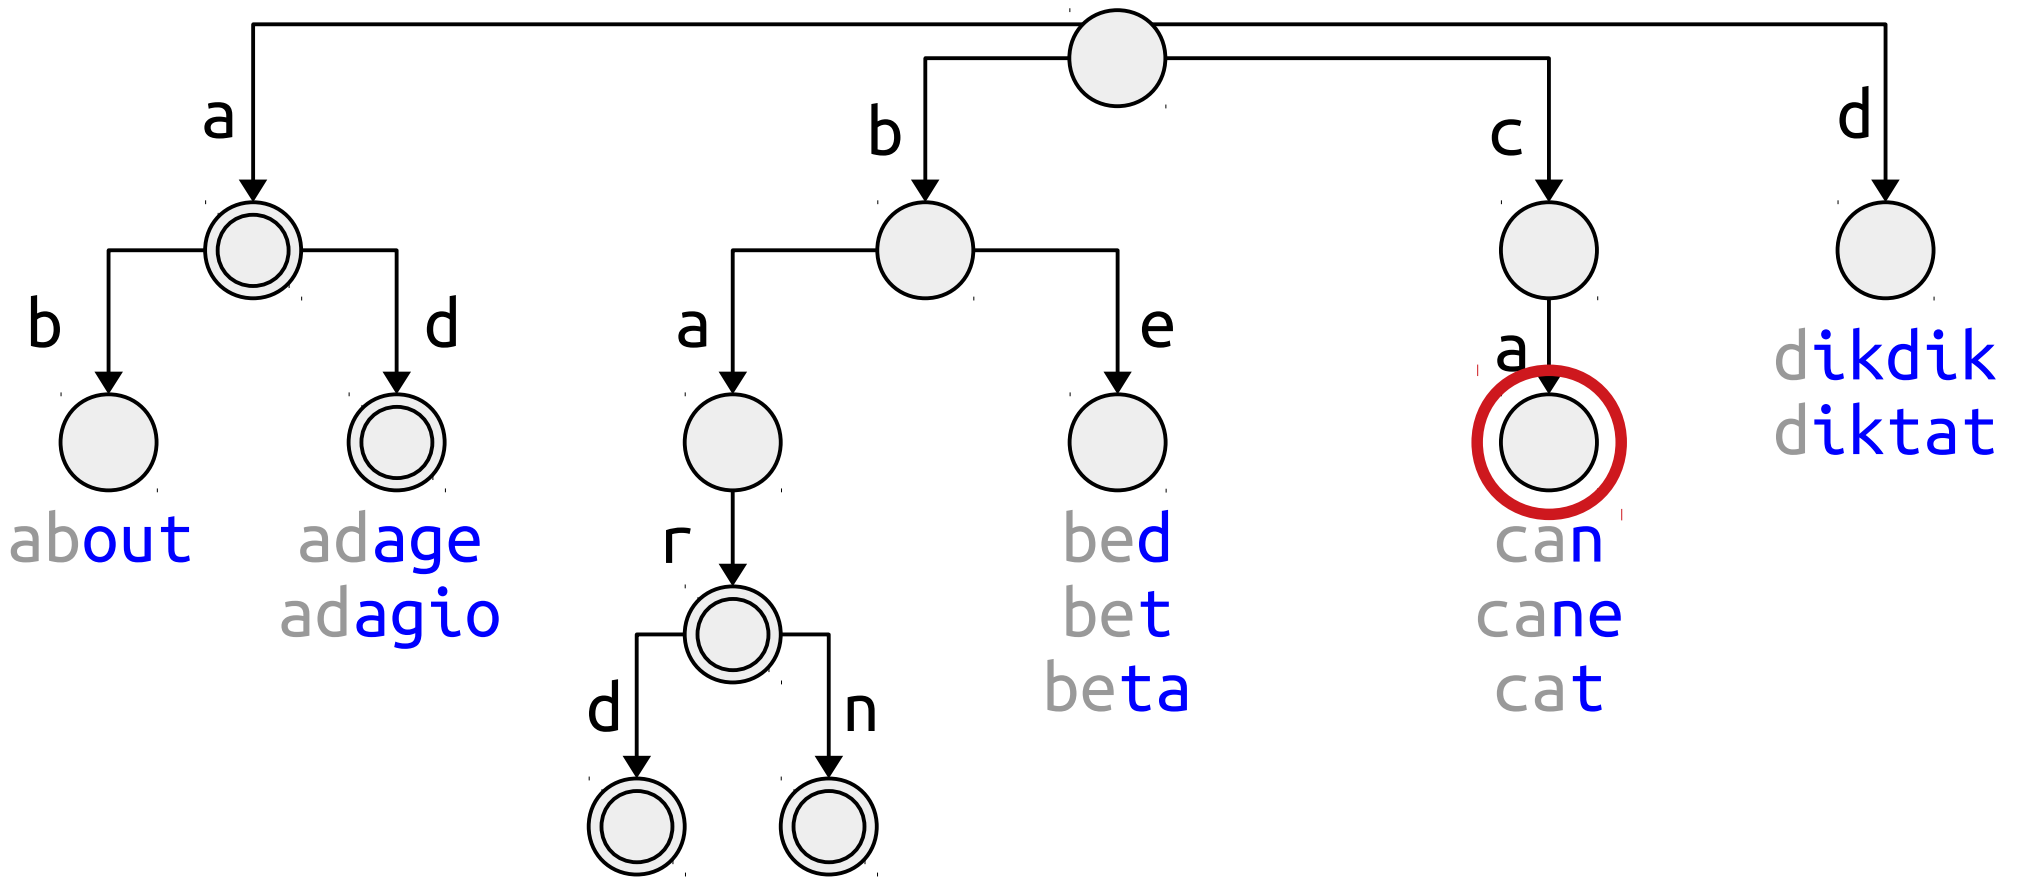 a
b
c
d
b
d
a
e
a
about
adage
adagio
r
bed
bet
beta
can
cane
cat
dikdik
diktat
d
n